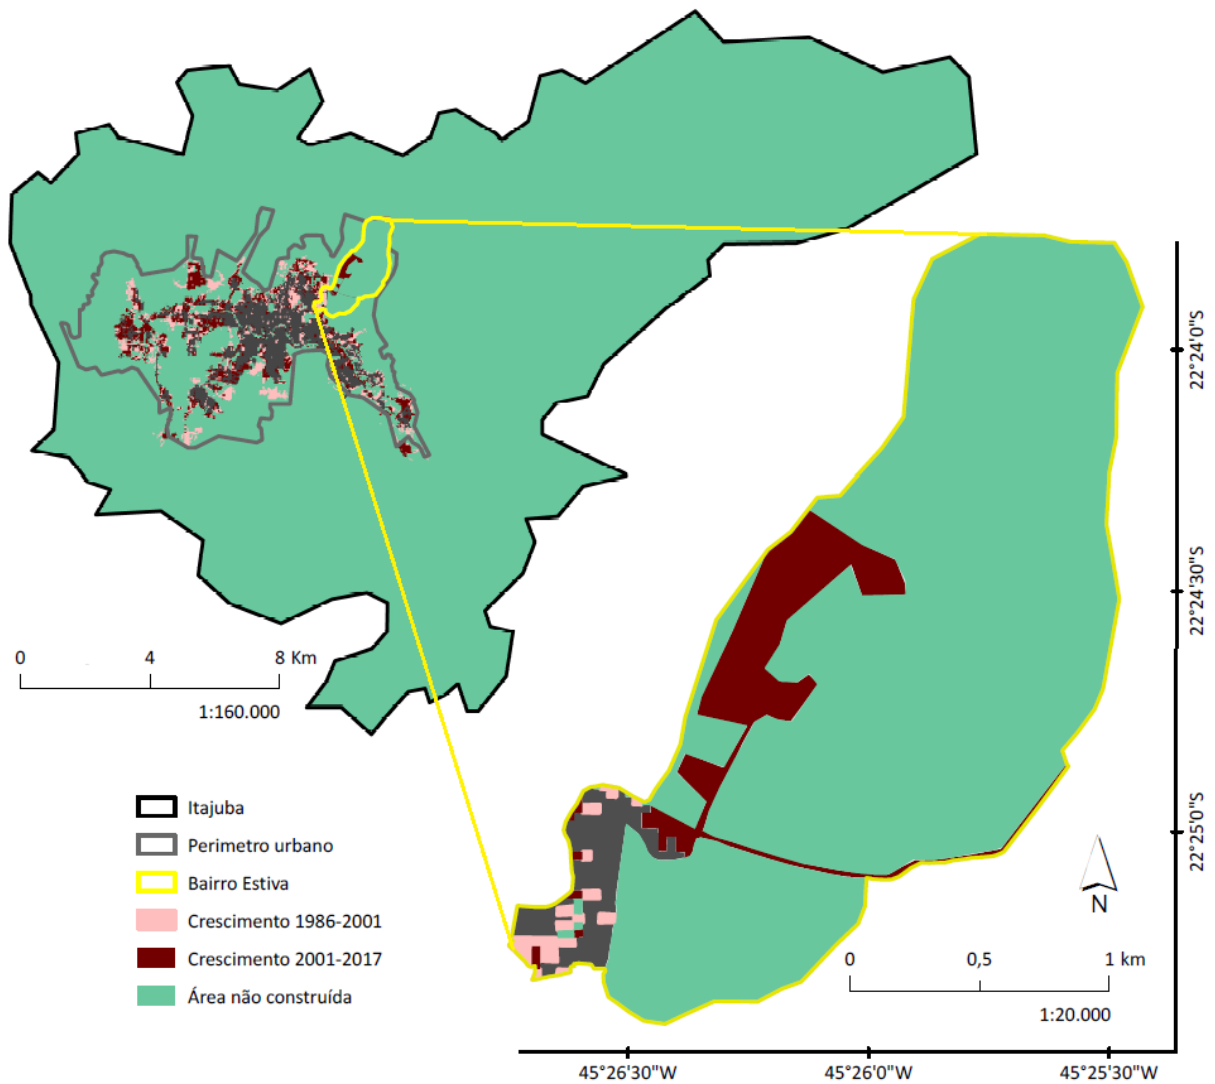 22°24'0"S
22°24'30"S
0 4 8 Km
1:160.000
Itajuba
Perimetro urbano
Bairro Estiva
Crescimento 1986-2001
Crescimento 2001-2017
Área não construída
22°25'0"S
N
0 0,5 1 km
1:20.000
45°26'30"W 45°26'0"W 45°25'30"W